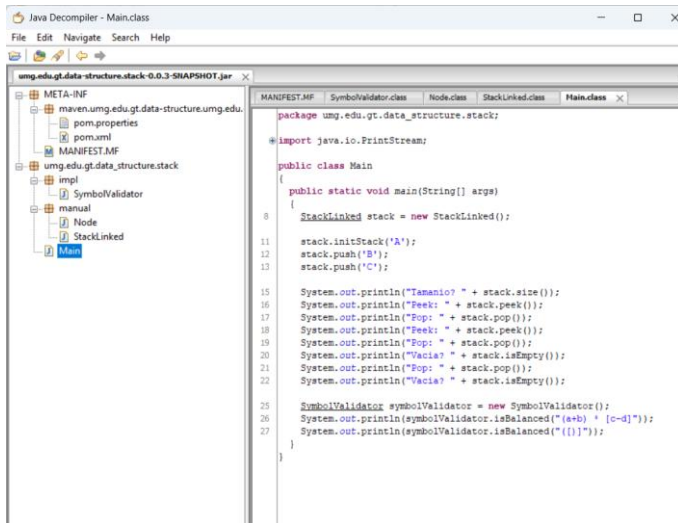 Java Decompiler - Main.class
File Edit Navigate Search Help
umg.edu.gt.data-structure.stack-0.0.3-SNAPSHOT.jar
META-INF
maven.umg.edu.gt.data-structure.umg.edu.
pom.properties
pom.xml
MANIFEST.MF
umg.edu.gt.data_structure.stack
impl
SymbolValidator
manual
Node
StackLinked
Main
MANIFEST.MF SymbolValidator.class Node.class StackLinked.class Main.class
package umg.edu.gt.data_structure.stack;
import java.io.PrintStream;
public class Main
{
public static void main(String[] args)
{
8 StackLinked stack = new StackLinked();
11 stack.initStack('A');
12 stack.push('B');
13 stack.push('C');
15 System.out.println("Tamanio? " + stack.size());
16 System.out.println("Peek: " + stack.peek());
17 System.out.println("Pop: " + stack.pop());
18 System.out.println("Peek: " + stack.peek());
19 System.out.println("Pop: " + stack.pop());
20 System.out.println("Vacia? " + stack.isEmpty());
21 System.out.println("Pop: " + stack.pop());
22 System.out.println("Vacia? " + stack.isEmpty());
25 SymbolValidator symbolValidator = new SymbolValidator();
26 System.out.println(symbolValidator.isBalanced("(a+b) * [c-d]"));
27 System.out.println(symbolValidator.isBalanced("([)]"));
}
}